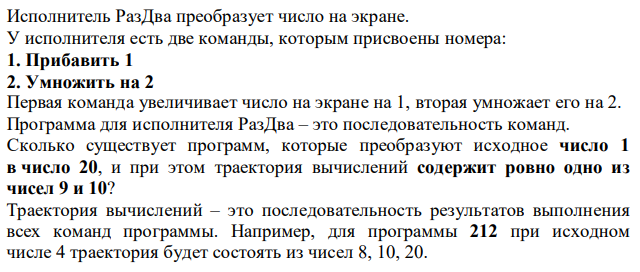 Исполнитель РазДва преобразует число на экране.
У исполнителя есть две команды, которым присвоены номера:
1. Прибавить 1
2. Умножить на 2
Первая команда увеличивает число на экране на 1, вторая умножает его на 2.
Программа для исполнителя РазДва – это последовательность команд.
Сколько существует программ, которые преобразуют исходное число 1
в число 20, и при этом траектория вычислений содержит ровно одно из
чисел 9 и 10?
Траектория вычислений – это последовательность результатов выполнения
всех команд программы. Например, для программы 212 при исходном
числе 4 траектория будет состоять из чисел 8, 10, 20.